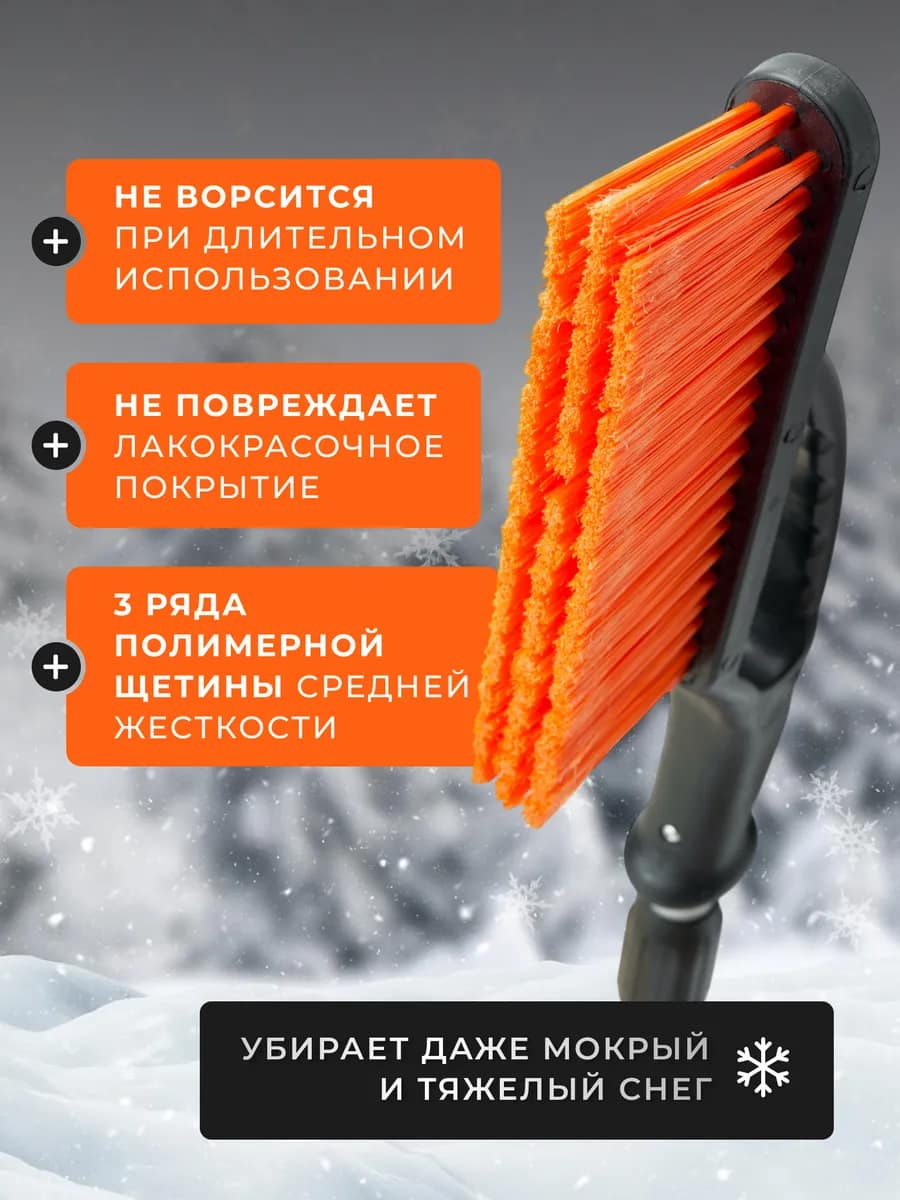 НЕ ВОРСИТСЯ
ПРИ ДЛИТЕЛЬНОМ
ИСПОЛЬЗОВАНИИ
НЕ ПОВРЕЖДАЕТ
ЛАКОКРАСОЧНОЕ
ПОКРЫТИЕ
3 РЯДА
ПОЛИМЕРНОЙ
ЩЕТИНЫ СРЕДНЕЙ
ЖЕСТКОСТИ
УБИРАЕТ ДАЖЕ МОКРЫЙ
И ТЯЖЕЛЫЙ СНЕГ